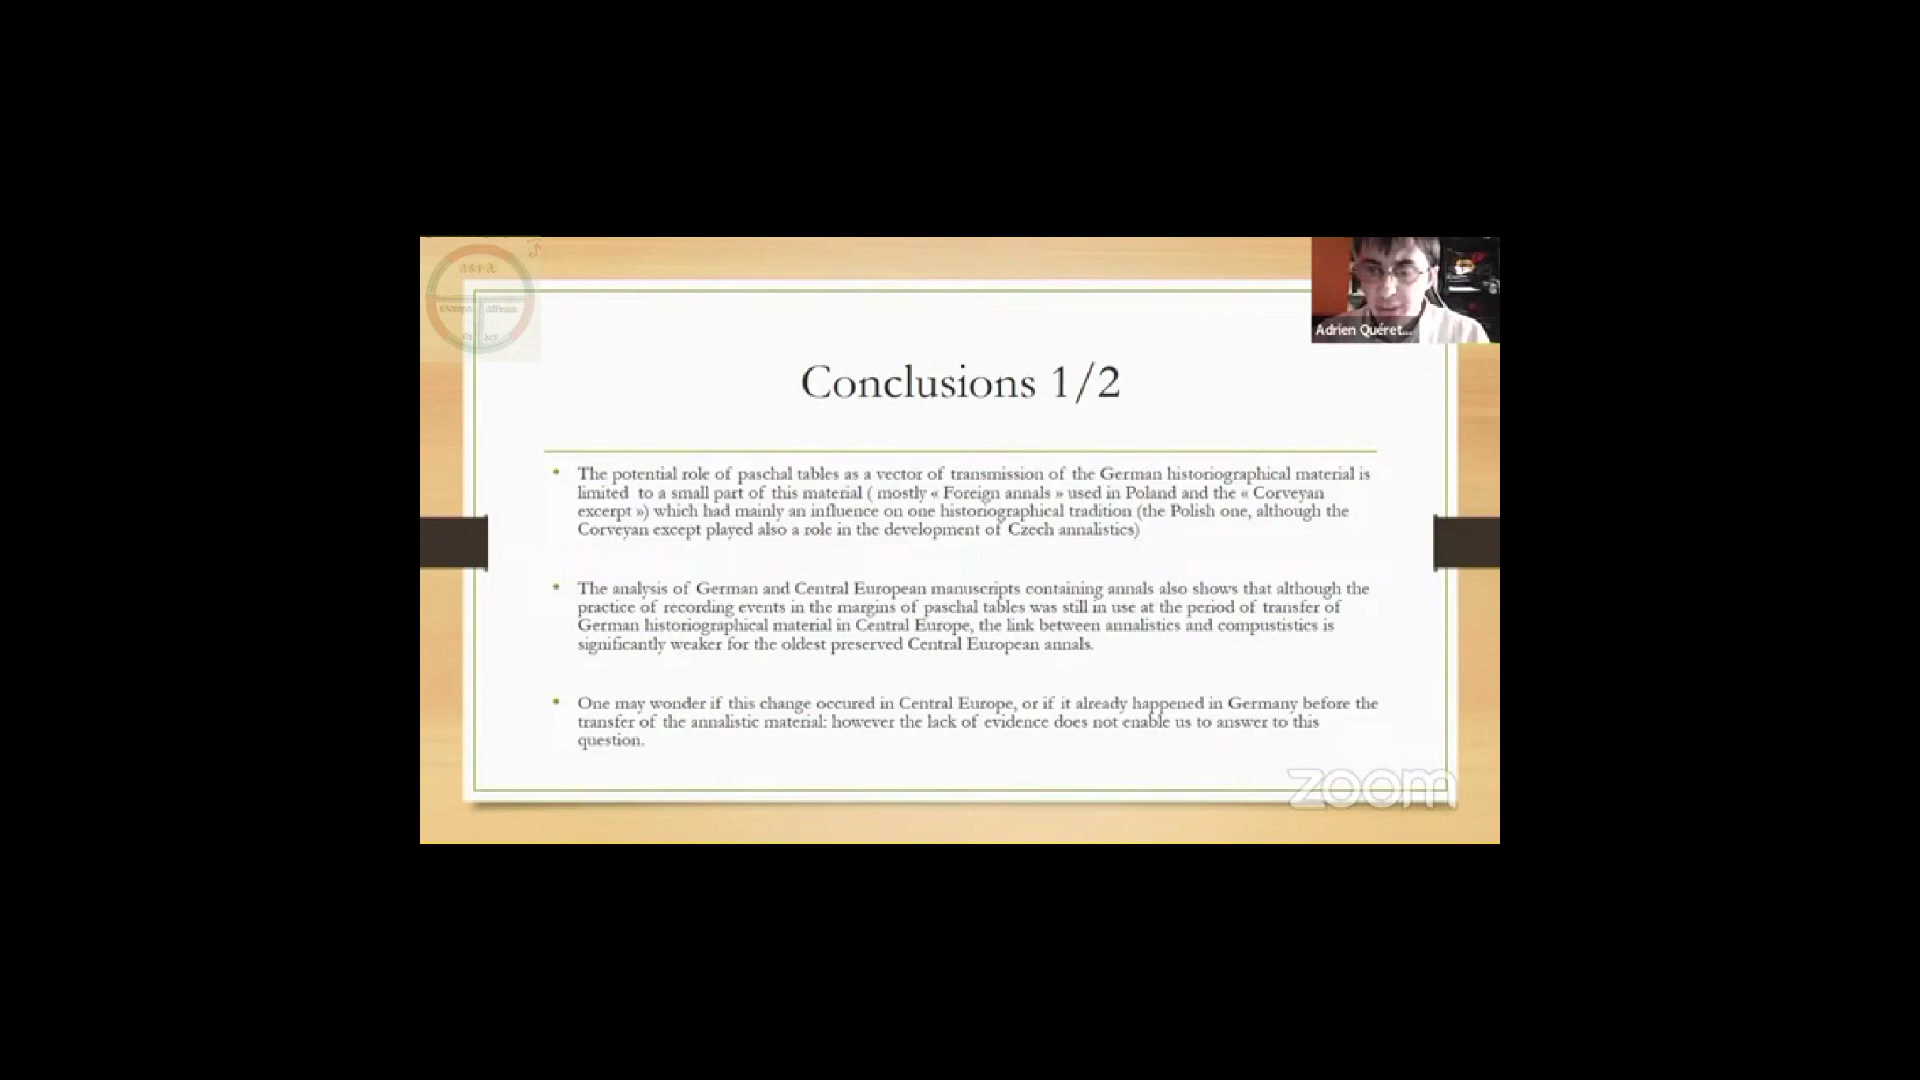 asia
Adrien Quéret...
Conclusions 1/2
• The potential role of paschal tables as a vector of transmission of the German historiographical material is
limited to a small part of this material ( mostly « Foreign annals » used in Poland and the « Corveyan
excerpt ») which had mainly an influence on one historiographical tradition (the Polish one, although the
Corveyan except played also a role in the development of Czech annalistics)
• The analysis of German and Central European manuscripts containing annals also shows that although the
practice of recording events in the margins of paschal tables was still in use at the period of transfer of
German historiographical material in Central Europe, the link between annalistics and compustistics is
significantly weaker for the oldest preserved Central European annals.
• One may wonder if this change occured in Central Europe, or if it already happened in Germany before the
transfer of the annalistic material: however the lack of evidence does not enable us to answer to this
question.
zoom